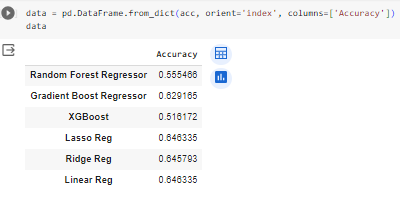 data = pd.DataFrame.from_dict(acc, orient='index', columns=['Accuracy'])
data
Accuracy
Random Forest Regressor 0.555466
Gradient Boost Regressor 0.629165
XGBoost 0.516172
Lasso Reg 0.646335
Ridge Reg 0.645793
Linear Reg 0.646335